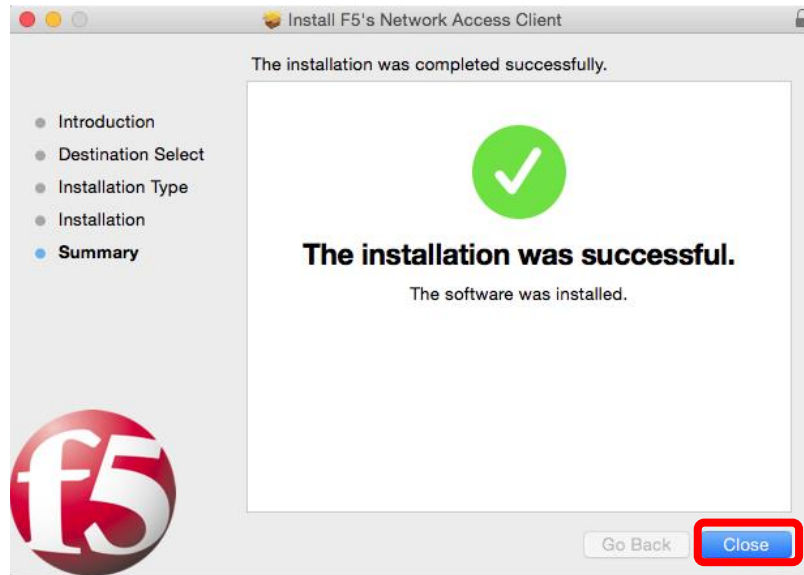 Install F5's Network Access Client
The installation was completed successfully.
Introduction
Destination Select
Installation Type
Installation
Summary
The installation was successful.
The software was installed.
f5
Go Back
Close